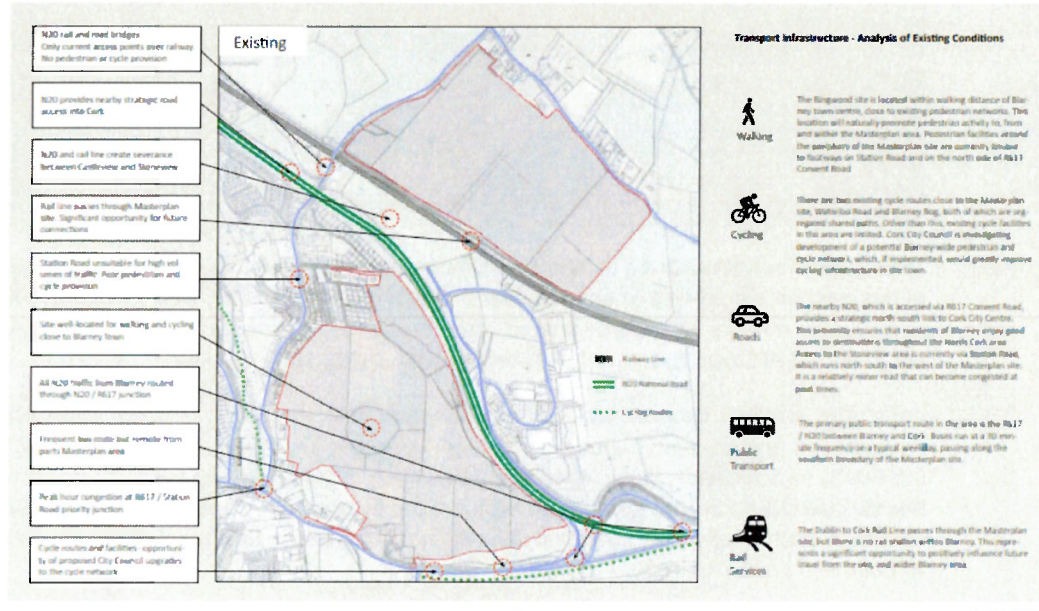 N20 rail and road bridges
Only current access points over railway.
No pedestrian or cycle provision
N20 provides nearby strategic road
access into Cork
N20 and rail line create severance
between Castleview and Stoneview
Rail line passes through Masterplan
site. Significant opportunity for future
connections
Station Road unsuitable for high vol
umes of traffic. Poor pedestrian and
cycle provision
Site well-located for walking and cycling
close to Blarney Town
All N20 traffic from Blarney routed
through N20 / R617 junction
Frequent bus route but remote from
parts Masterplan area
Peak hour congestion at R617 / Station
Road priority junction
Cycle routes and facilities - opportuni-
ty of proposed City Council upgrades
to the cycle network
Existing
Railway Line
N20 National Road
Cycling Routes
Transport Infrastructure - Analysis of Existing Conditions
Walking
The Ringwood site is located within walking distance of Blar-
ney town centre, close to existing pedestrian networks. This
location will naturally promote pedestrian activity to, from
and within the Masterplan area. Pedestrian facilities around
the periphery of the Masterplan site are currently limited
to footways on Station Road and on the north side of R617
Convent Road
Cycling
There are two existing cycle routes close to the Masterplan
site, Waterloo Road and Blarney Bog, both of which are seg-
regated shared paths. Other than this, existing cycle facilities
in the area are limited. Cork City Council is investigating
development of a potential Blarney-wide pedestrian and
cycle network, which, if implemented, would greatly improve
cycling infrastructure in the town.
Roads
The nearby N20, which is accessed via R617 Convent Road,
provides a strategic north south link to Cork City Centre.
This proximity ensures that residents of Blarney enjoy good
access to destinations throughout the North Cork area
Access to the Stoneview area is currently via Station Road,
which runs north-south to the west of the Masterplan site.
It is a relatively minor road that can become congested at
peak times.
Public
Transport
The primary public transport route in the area is the R617
/ N20 between Blarney and Cork. Buses run at a 30 min-
ute frequency on a typical weekday, passing along the
southern boundary of the Masterplan site.
Rail
Services
The Dublin to Cork Rail Line passes through the Masterplan
site, but there is no rail station within Blarney. This repre-
sents a significant opportunity to positively influence future
travel from the site, and wider Blarney area.